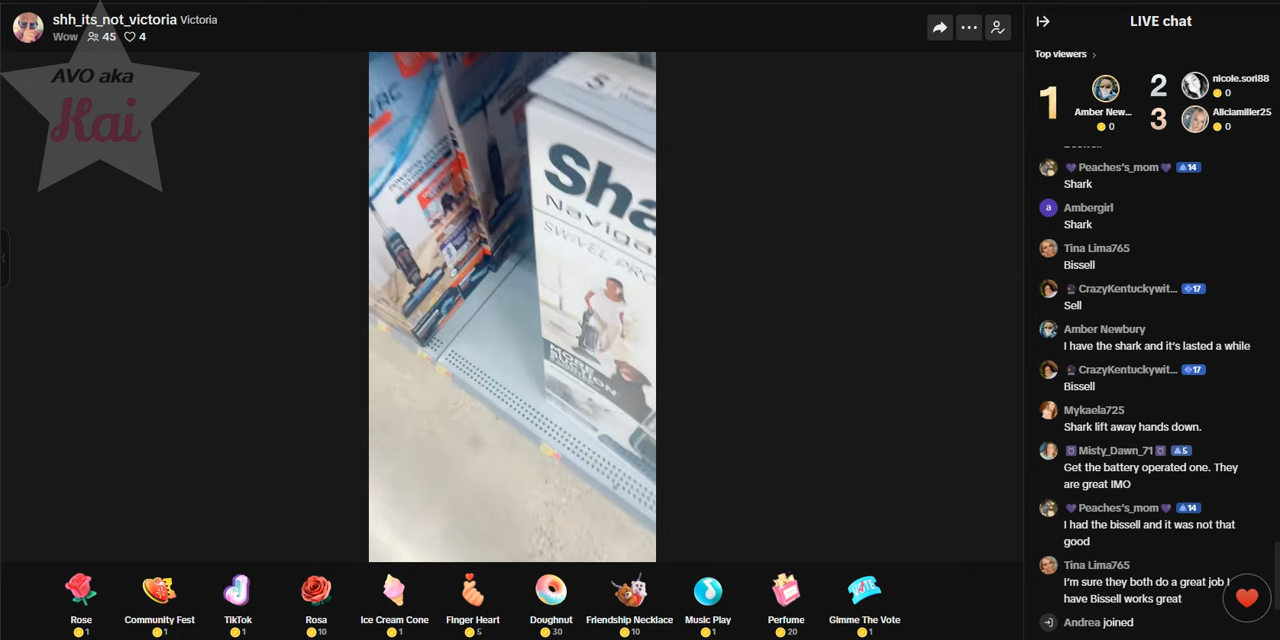 shh_its_not_victoria Victoria
Wow 45 4
AVO aka
Kai
Sha
Naviga
SWIVEL PRO
MORE
SUCTION
LIVE chat
Top viewers
1
Amber New...
0
2
nicole.sorl88
0
3
Aliciamiller25
0
Peaches's_mom 14
Shark
a
Ambergirl
Shark
Tina Lima765
Bissell
CrazyKentuckywit... 17
Sell
Amber Newbury
I have the shark and it's lasted a while
CrazyKentuckywit... 17
Bissell
Mykaela725
Shark lift away hands down.
Misty_Dawn_71 5
Get the battery operated one. They
are great IMO
Peaches's_mom 14
I had the bissell and it was not that
good
Tina Lima765
I'm sure they both do a great job I
have Bissell works great
Andrea joined
Rose
1
Community Fest
1
TikTok
1
Rosa
10
Ice Cream Cone
1
Finger Heart
5
Doughnut
30
Friendship Necklace
10
Music Play
1
Perfume
20
VOTE
Gimme The Vote
1